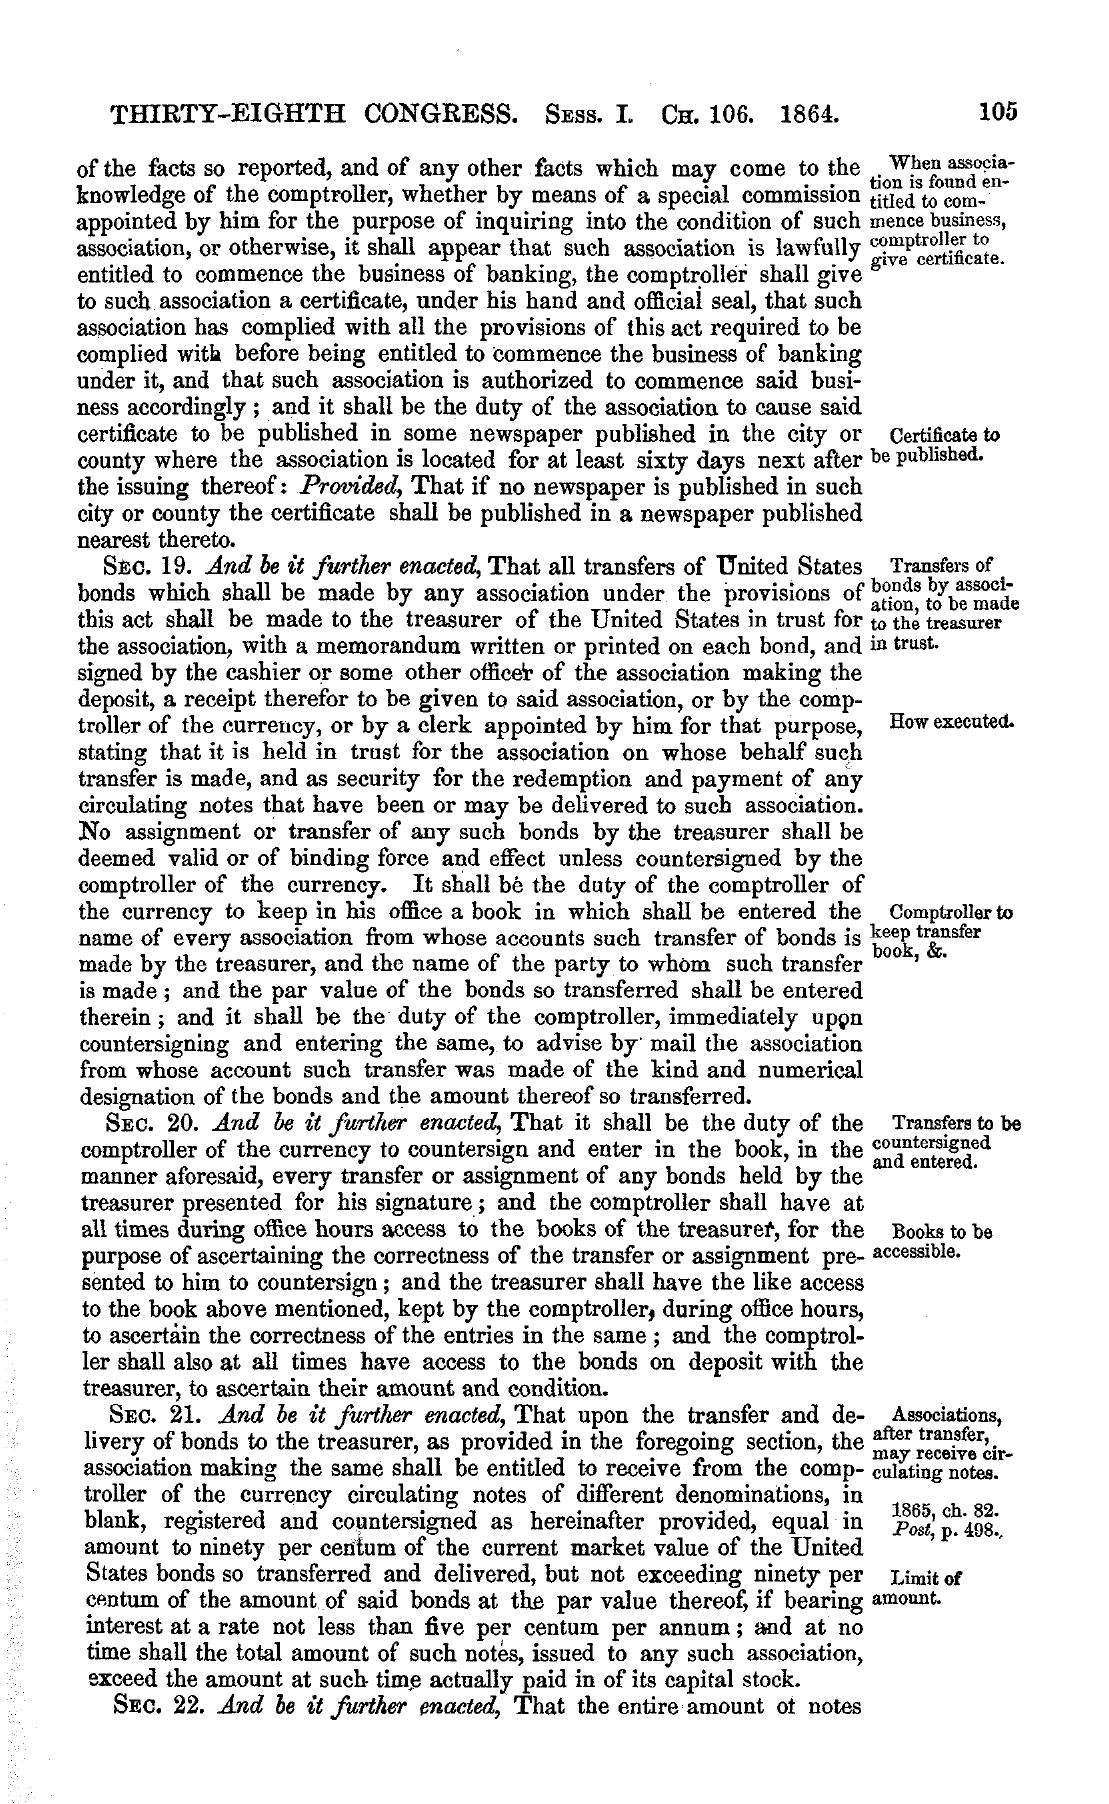 THIRTY-EIGHTH CONGRESS. SESS. I. CH. 106. 1864. 105
of the facts so reported, and of any other facts which may come to the
knowledge of the comptroller, whether by means of a special commission
appointed by him for the purpose of inquiring into the condition of such
association, or otherwise, it shall appear that such association is lawfully
entitled to commence the business of banking, the comptroller shall give
to such association a certificate, under his hand and official seal, that such
association has complied with all the provisions of this act required to be
complied with before being entitled to commence the business of banking
under it, and that such association is authorized to commence said busi-
ness accordingly; and it shall be the duty of the association to cause said
certificate to be published in some newspaper published in the city or
county where the association is located for at least sixty days next after
the issuing thereof: Provided, That if no newspaper is published in such
city or county the certificate shall be published in a newspaper published
nearest thereto.
When associa-
tion is found en-
titled to com-
mence business,
comptroller to
give certificate.
Certificate to
be published.
SEC. 19. And be it further enacted, That all transfers of United States
bonds which shall be made by any association under the provisions of
this act shall be made to the treasurer of the United States in trust for
the association, with a memorandum written or printed on each bond, and
signed by the cashier or some other officer of the association making the
deposit, a receipt therefor to be given to said association, or by the comp-
troller of the currency, or by a clerk appointed by him for that purpose,
stating that it is held in trust for the association on whose behalf such
transfer is made, and as security for the redemption and payment of any
circulating notes that have been or may be delivered to such association.
No assignment or transfer of any such bonds by the treasurer shall be
deemed valid or of binding force and effect unless countersigned by the
comptroller of the currency. It shall be the duty of the comptroller of
the currency to keep in his office a book in which shall be entered the
name of every association from whose accounts such transfer of bonds is
made by the treasurer, and the name of the party to whom such transfer
is made; and the par value of the bonds so transferred shall be entered
therein; and it shall be the duty of the comptroller, immediately upon
countersigning and entering the same, to advise by mail the association
from whose account such transfer was made of the kind and numerical
designation of the bonds and the amount thereof so transferred.
Transfers of
bonds by associ-
ation, to be made
to the treasurer
in trust.
How executed.
Comptroller to
keep transfer
book, &.
SEC. 20. And be it further enacted, That it shall be the duty of the
comptroller of the currency to countersign and enter in the book, in the
manner aforesaid, every transfer or assignment of any bonds held by the
treasurer presented for his signature; and the comptroller shall have at
all times during office hours access to the books of the treasurer, for the
purpose of ascertaining the correctness of the transfer or assignment pre-
sented to him to countersign; and the treasurer shall have the like access
to the book above mentioned, kept by the comptroller, during office hours,
to ascertain the correctness of the entries in the same; and the comptrol-
ler shall also at all times have access to the bonds on deposit with the
treasurer, to ascertain their amount and condition.
Transfers to be
countersigned
and entered.
Books to be
accessible.
SEC. 21. And be it further enacted, That upon the transfer and de-
livery of bonds to the treasurer, as provided in the foregoing section, the
association making the same shall be entitled to receive from the comp-
troller of the currency circulating notes of different denominations, in
blank, registered and countersigned as hereinafter provided, equal in
amount to ninety per centum of the current market value of the United
States bonds so transferred and delivered, but not exceeding ninety per
centum of the amount of said bonds at the par value thereof, if bearing
interest at a rate not less than five per centum per annum; and at no
time shall the total amount of such notes, issued to any such association,
exceed the amount at such time actually paid in of its capital stock.
Associations,
after transfer,
may receive cir-
culating notes.
1865, ch. 82.
Post, p. 498.
Limit of
amount.
SEC. 22. And be it further enacted, That the entire amount of notes